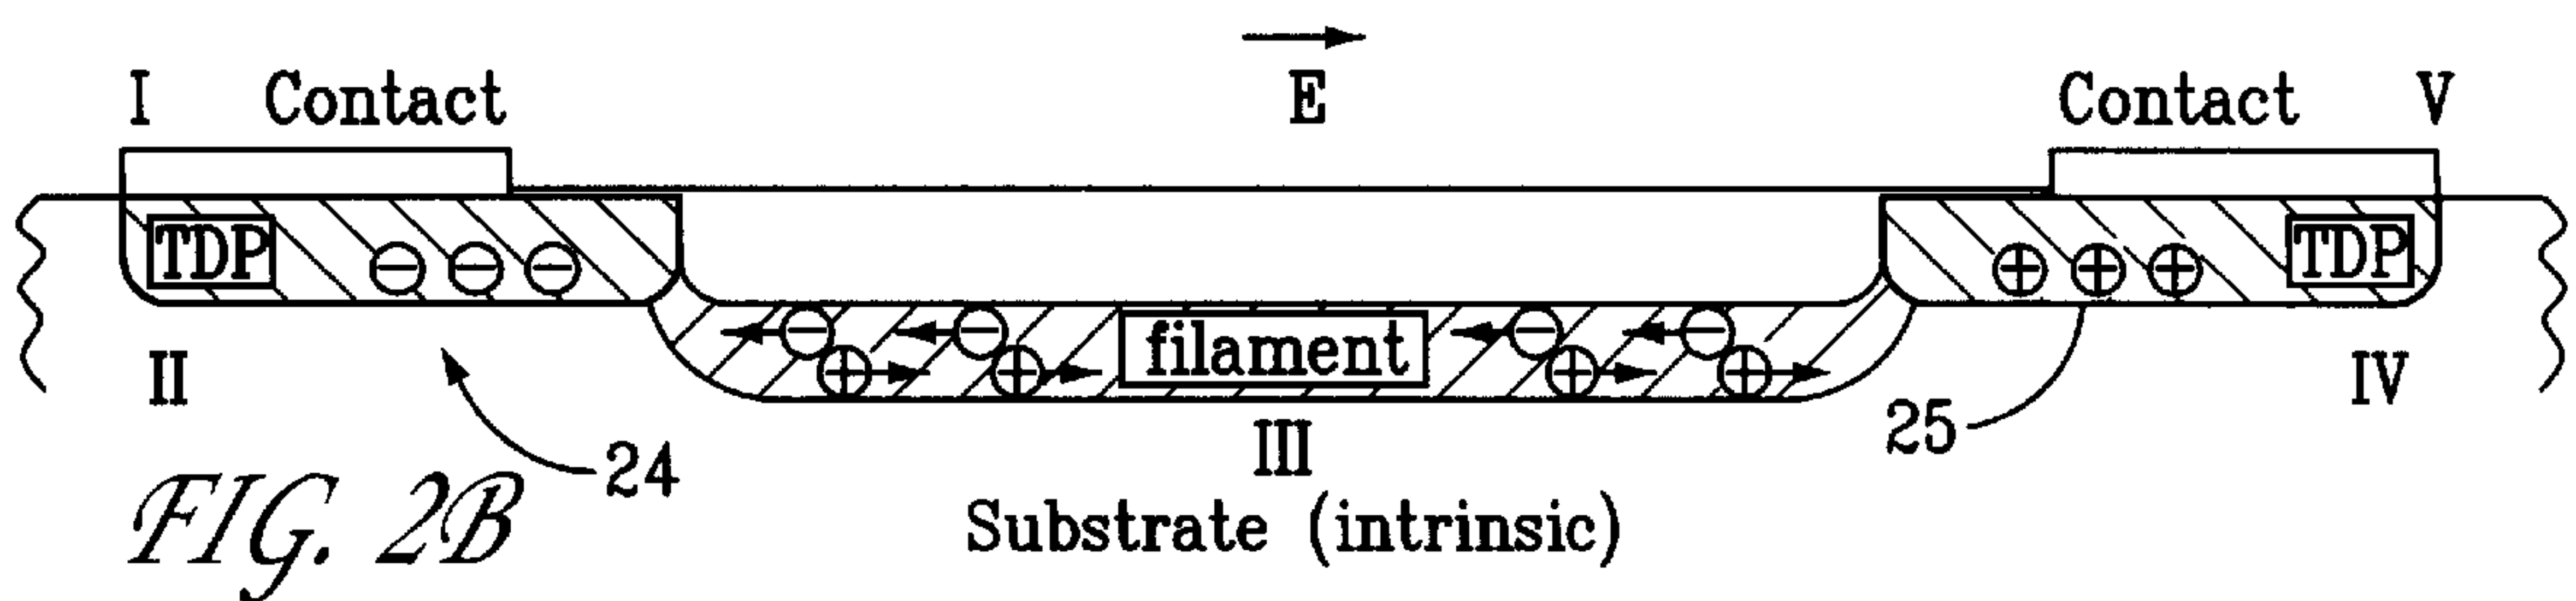 E
I Contact Contact V
TDP − − − + + + TDP
− − − −
filament
+ + + +
II IV
III
24 25
Substrate (intrinsic)
FIG. 2B